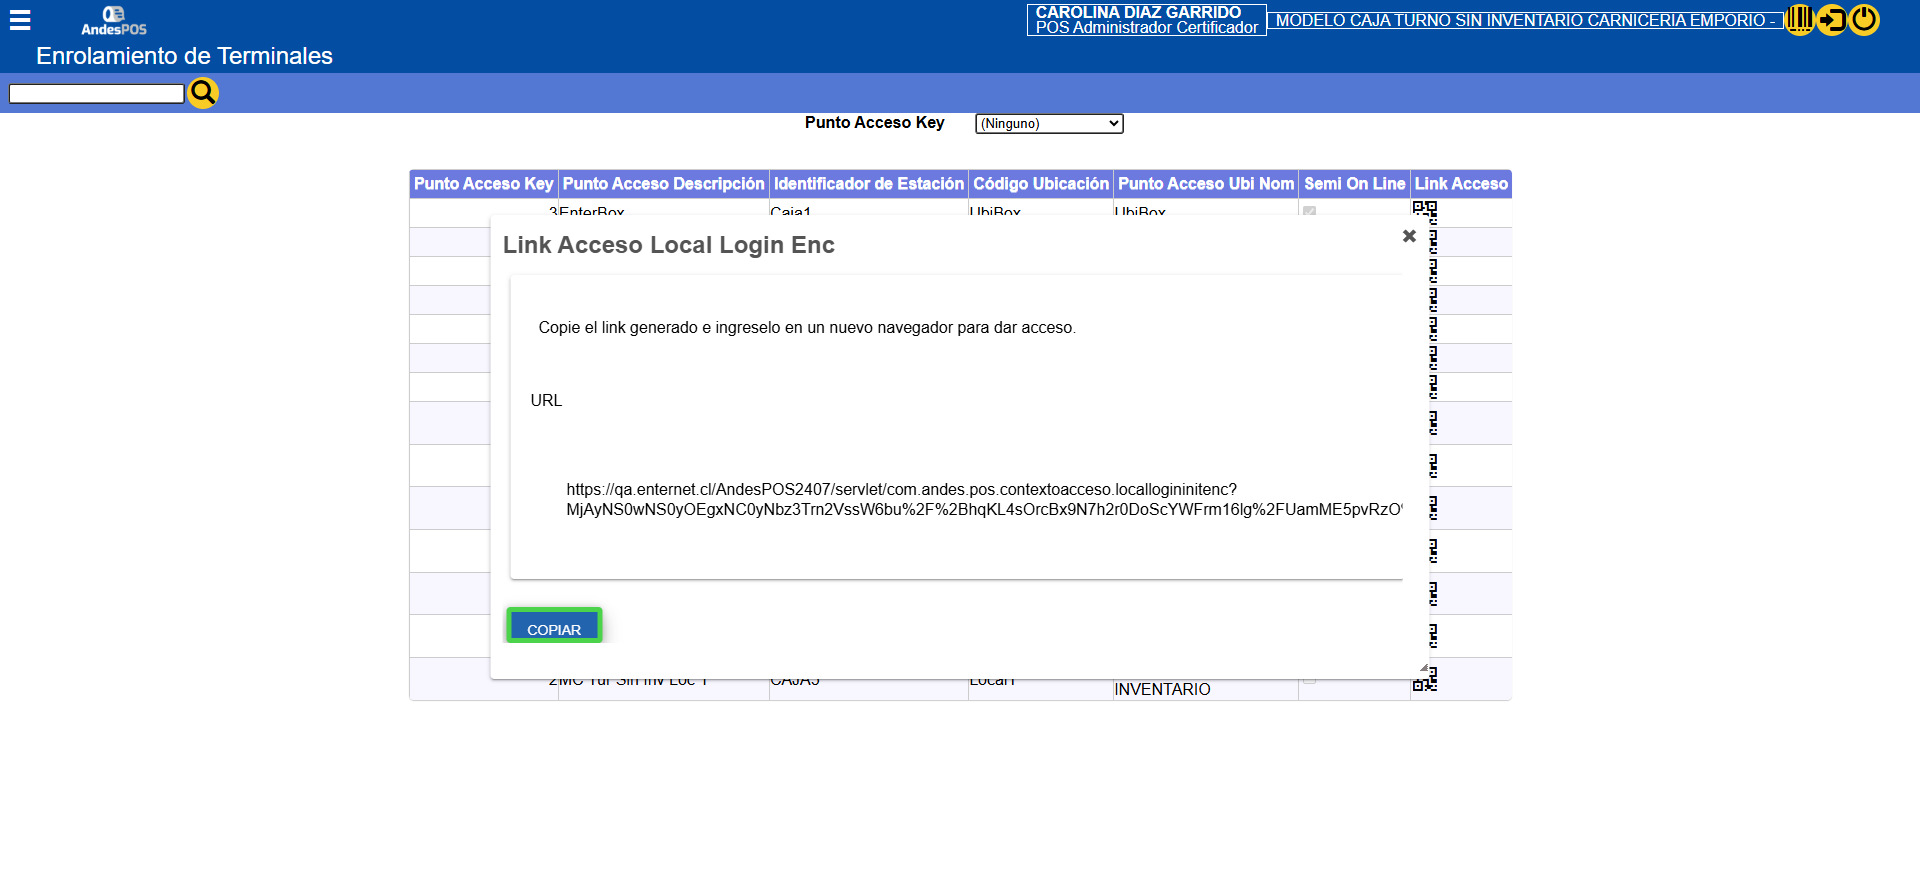 AndesPOS
CAROLINA DIAZ GARRIDO
POS Administrador Certificador
MODELO CAJA TURNO SIN INVENTARIO CARNICERIA EMPORIO -
Enrolamiento de Terminales
Punto Acceso Key
(Ninguno)
Punto Acceso Key Punto Acceso Descripción Identificador de Estación Código Ubicación Punto Acceso Ubi Nom Semi On Line Link Acceso
3 EnterBox Caja1 UbiBox UbiBox
Link Acceso Local Login Enc
Copie el link generado e ingreselo en un nuevo navegador para dar acceso.
URL
https://qa.enternet.cl/AndesPOS2407/servlet/com.andes.pos.contextoacceso.locallogininitenc?
MjAyNS0wNS0yOEgxNC0yNbz3Trn2VssW6bu%2F%2BhqKL4sOrcBx9N7h2r0DoScYWFrm16lg%2FUamME5pvRzO
COPIAR
2 MC Tur Sin Inv Loc 1 CAJA5 Local1
INVENTARIO